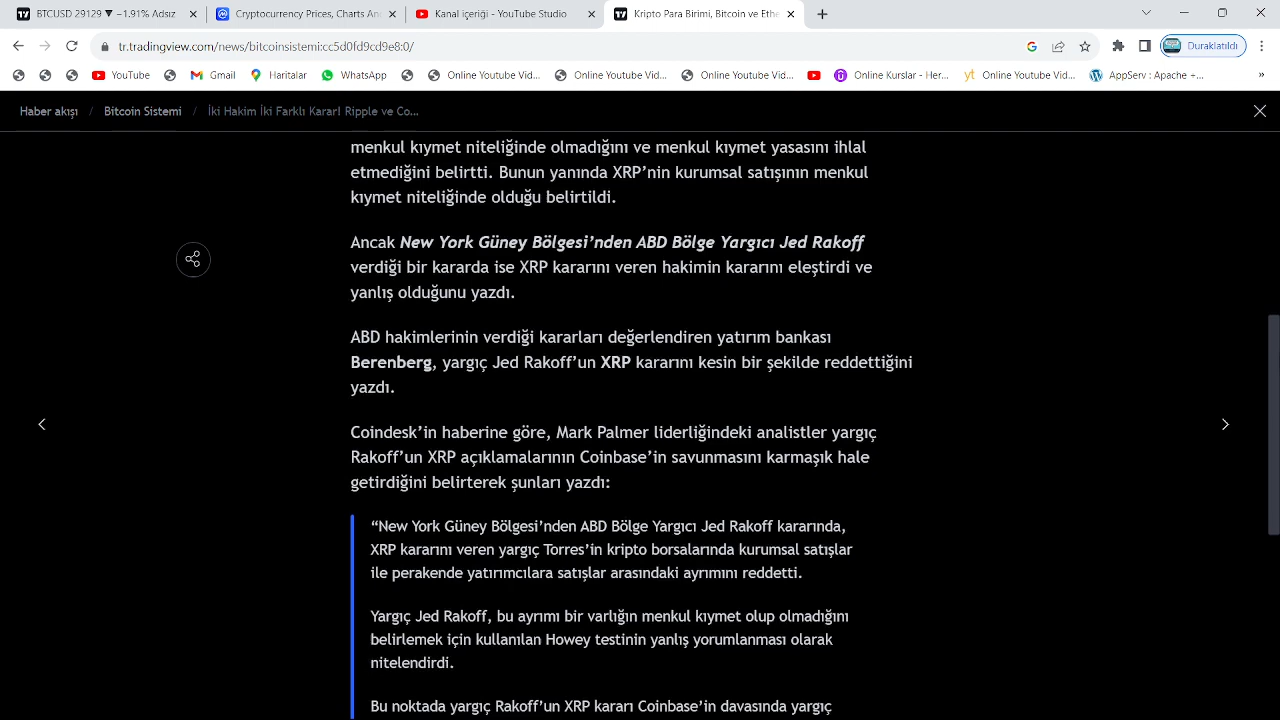 BTCUSD 29129 ▼ −1.91% Adsız
Cryptocurrency Prices, Charts An
Kanal içeriği - YouTube Studio
Kripto Para Birimi, Bitcoin ve Ethe
tr.tradingview.com/news/bitcoinsistemi:cc5d0fd9cd9e8:0/
Duraklatıldı
YouTube
Gmail
Haritalar
WhatsApp
Online Youtube Vid...
Online Youtube Vid...
Online Youtube Vid...
Online Kurslar - Her...
yt Online Youtube Vid...
AppServ : Apache +...
»
Haber akışı / Bitcoin Sistemi / İki Hakim İki Farklı Karar! Ripple ve Co...
menkul kıymet niteliğinde olmadığını ve menkul kıymet yasasını ihlal
etmediğini belirtti. Bunun yanında XRP’nin kurumsal satışının menkul
kıymet niteliğinde olduğu belirtildi.
Ancak New York Güney Bölgesi’nden ABD Bölge Yargıcı Jed Rakoff
verdiği bir kararda ise XRP kararını veren hakimin kararını eleştirdi ve
yanlış olduğunu yazdı.
ABD hakimlerinin verdiği kararları değerlendiren yatırım bankası
Berenberg, yargıç Jed Rakoff’un XRP kararını kesin bir şekilde reddettiğini
yazdı.
Coindesk’in haberine göre, Mark Palmer liderliğindeki analistler yargıç
Rakoff’un XRP açıklamalarının Coinbase’in savunmasını karmaşık hale
getirdiğini belirterek şunları yazdı:
“New York Güney Bölgesi’nden ABD Bölge Yargıcı Jed Rakoff kararında,
XRP kararını veren yargıç Torres’in kripto borsalarında kurumsal satışlar
ile perakende yatırımcılara satışlar arasındaki ayrımını reddetti.
Yargıç Jed Rakoff, bu ayrımı bir varlığın menkul kıymet olup olmadığını
belirlemek için kullanılan Howey testinin yanlış yorumlanması olarak
nitelendirdi.
Bu noktada yargıç Rakoff’un XRP kararı Coinbase’in davasında yargıç